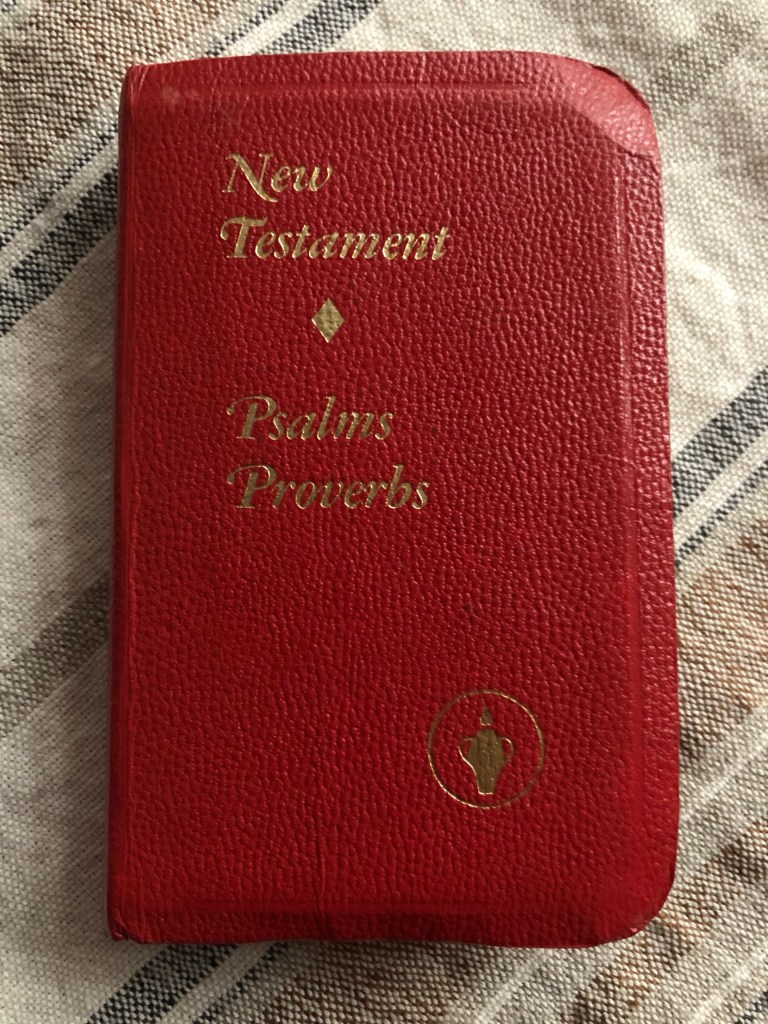 New
Testament
Psalms
Proverbs